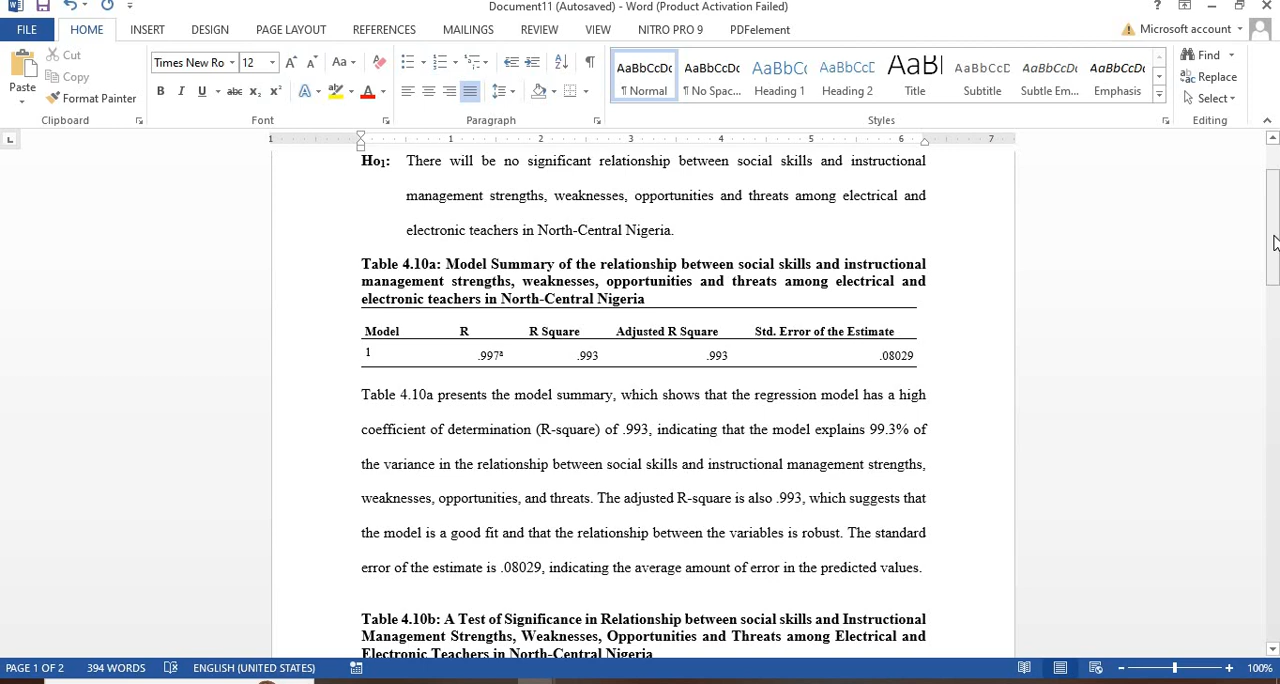 Document11 (Autosaved) - Word (Product Activation Failed)
FILE HOME INSERT DESIGN PAGE LAYOUT REFERENCES MAILINGS REVIEW VIEW NITRO PRO 9 PDFelement Microsoft account
Cut
Copy
Format Painter
Paste
Clipboard
Times New Ro 12
Font
Paragraph
AaBbCcDc AaBbCcDc AaBbCc AaBbCcD AaBl AaBbCcD AaBbCcDc AaBbCcDc
¶ Normal ¶ No Spac... Heading 1 Heading 2 Title Subtitle Subtle Em... Emphasis
Styles
Find
Replace
Select
Editing
1 1 2 3 4 5 6 7
Ho1: There will be no significant relationship between social skills and instructional
management strengths, weaknesses, opportunities and threats among electrical and
electronic teachers in North-Central Nigeria.
Table 4.10a: Model Summary of the relationship between social skills and instructional
management strengths, weaknesses, opportunities and threats among electrical and
electronic teachers in North-Central Nigeria
Model R R Square Adjusted R Square Std. Error of the Estimate
1 .997ª .993 .993 .08029
Table 4.10a presents the model summary, which shows that the regression model has a high
coefficient of determination (R-square) of .993, indicating that the model explains 99.3% of
the variance in the relationship between social skills and instructional management strengths,
weaknesses, opportunities, and threats. The adjusted R-square is also .993, which suggests that
the model is a good fit and that the relationship between the variables is robust. The standard
error of the estimate is .08029, indicating the average amount of error in the predicted values.
Table 4.10b: A Test of Significance in Relationship between social skills and Instructional
Management Strengths, Weaknesses, Opportunities and Threats among Electrical and
Electronic Teachers in North-Central Nigeria
PAGE 1 OF 2 394 WORDS ENGLISH (UNITED STATES) 100%